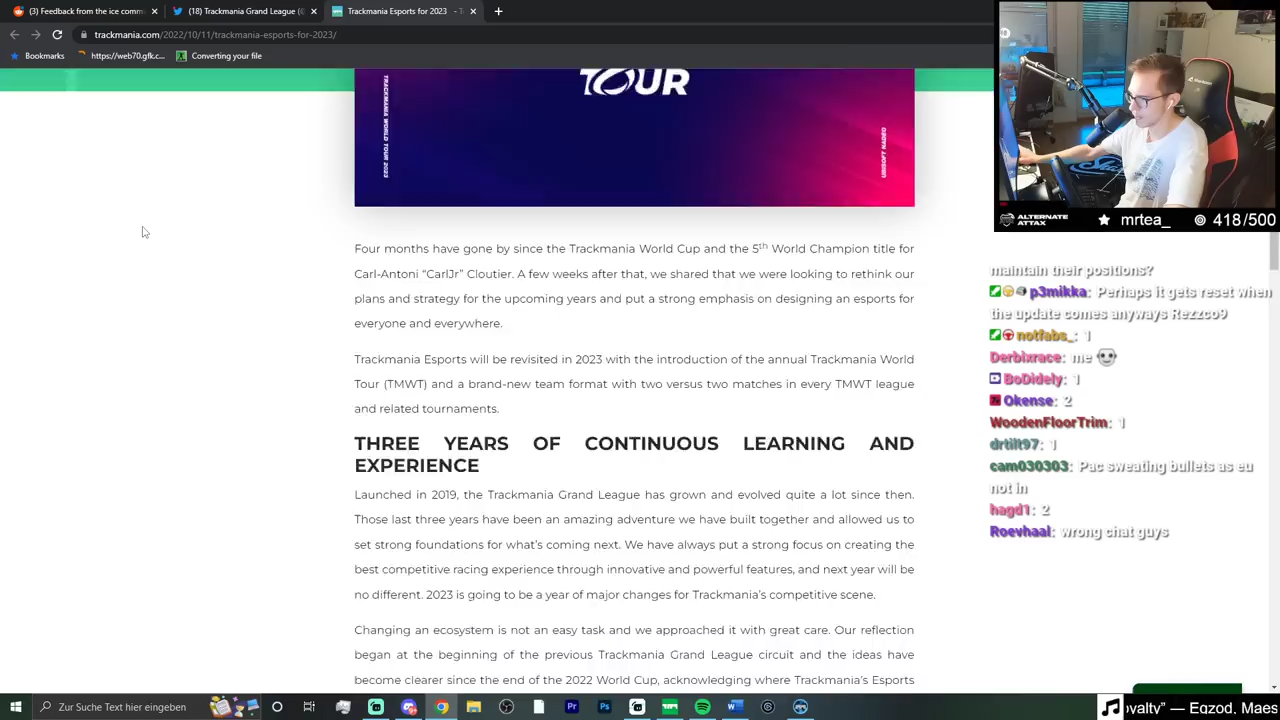 (3) Feedback from the ice comm
(18) Trackmania Grand League
Trackmania Esports for 2023
trackmania.com/2022/10/11/trackmania-esports-for-2023/
Bookmarks
https://web70.gfk.c...
Converting your file
TOUR
TRACKMANIA WORLD TOUR 2023
UBISOFT NADEO
Four months have gone by since the Trackmania World Cup and the 5th World Champion title for
Carl-Antoni “CarlJr” Cloutier. A few weeks after that, we shared that we were looking to rethink our
plans and strategy for the upcoming years and put a strong emphasis on designing an esports for
everyone and everywhere.
Trackmania Esports will be revisited in 2023 with the introduction of the annual Trackmania World
Tour (TMWT) and a brand-new team format with two versus two matches in every TMWT league
and related tournaments.
THREE YEARS OF CONTINUOUS LEARNING AND
EXPERIENCE
Launched in 2019, the Trackmania Grand League has grown and evolved quite a lot since then.
Those last three years have been an amazing adventure we have built together and allowed us to
lay the foundations for what’s coming next. We have always put a strong focus on creating the
best competitive racing experience through innovative and powerful features, and next year will be
no different. 2023 is going to be a year of major changes for Trackmania’s competitive scene.
Changing an ecosystem is not an easy task and we approached it with great care. Our reflection
began at the beginning of the previous Trackmania Grand League circuit and the ideas have
become clearer since the end of the 2022 World Cup, acknowledging where Trackmania’s Esports
ALTERNATE
ATTAX
mrtea_
418/500
maintain their positions?
p3mikka: Perhaps it gets reset when
the update comes anyways Rezzco9
notfabs_: 1
Derbixrace: me
BoDidely: 1
Okense: 2
WoodenFloorTrim: 1
drtilt97: 1
cam030303: Pac sweating bullets as eu
not in
hagd1: 2
Roevhaal: wrong chat guys
Zur Suche Text hier eingeben
oyalty” — Egzod, Maes